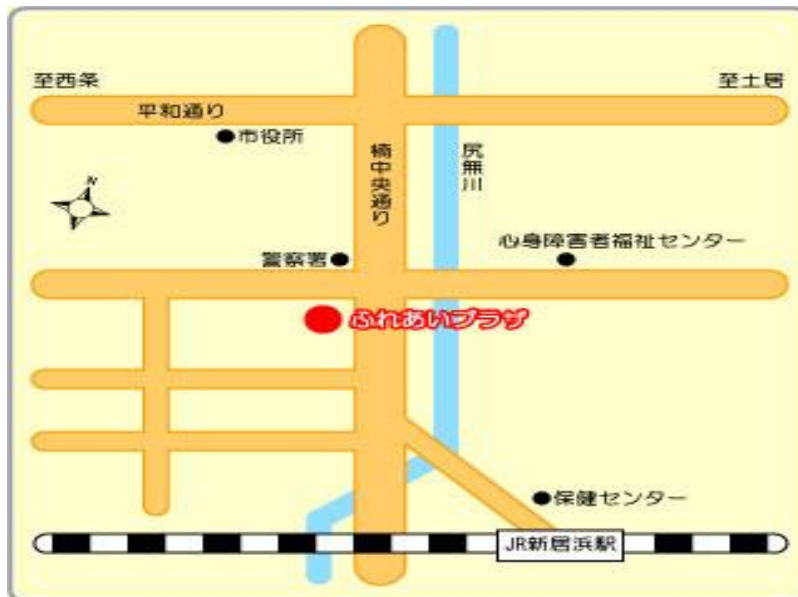 至西条
至土居
平和通り
市役所
楠中央通り
尻無川
N
心身障害者福祉センター
警察署
ふれあいプラザ
保健センター
JR新居浜駅